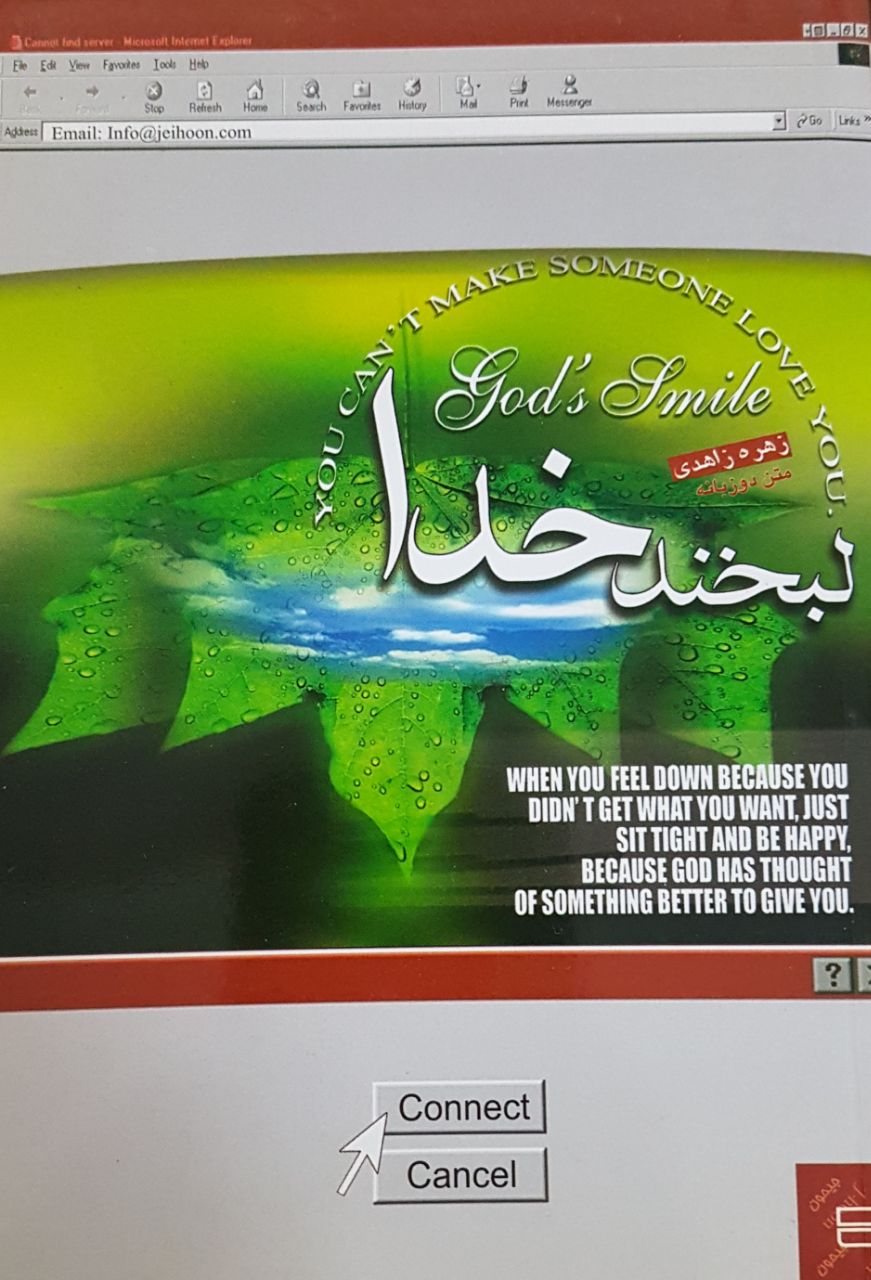 Cannot find server - Microsoft Internet Explorer
File Edit View Favorites Tools Help
Back Forward Stop Refresh Home Search Favorites History Mail Print Messenger
Address Email: Info@jeihoon.com Go Links »
YOU CAN'T MAKE SOMEONE LOVE YOU.
God's Smile
زهره زاهدی
متن دوزبانه
لبخند خدا
WHEN YOU FEEL DOWN BECAUSE YOU
DIDN'T GET WHAT YOU WANT, JUST
SIT TIGHT AND BE HAPPY,
BECAUSE GOD HAS THOUGHT
OF SOMETHING BETTER TO GIVE YOU.
?
Connect
Cancel
جیحون